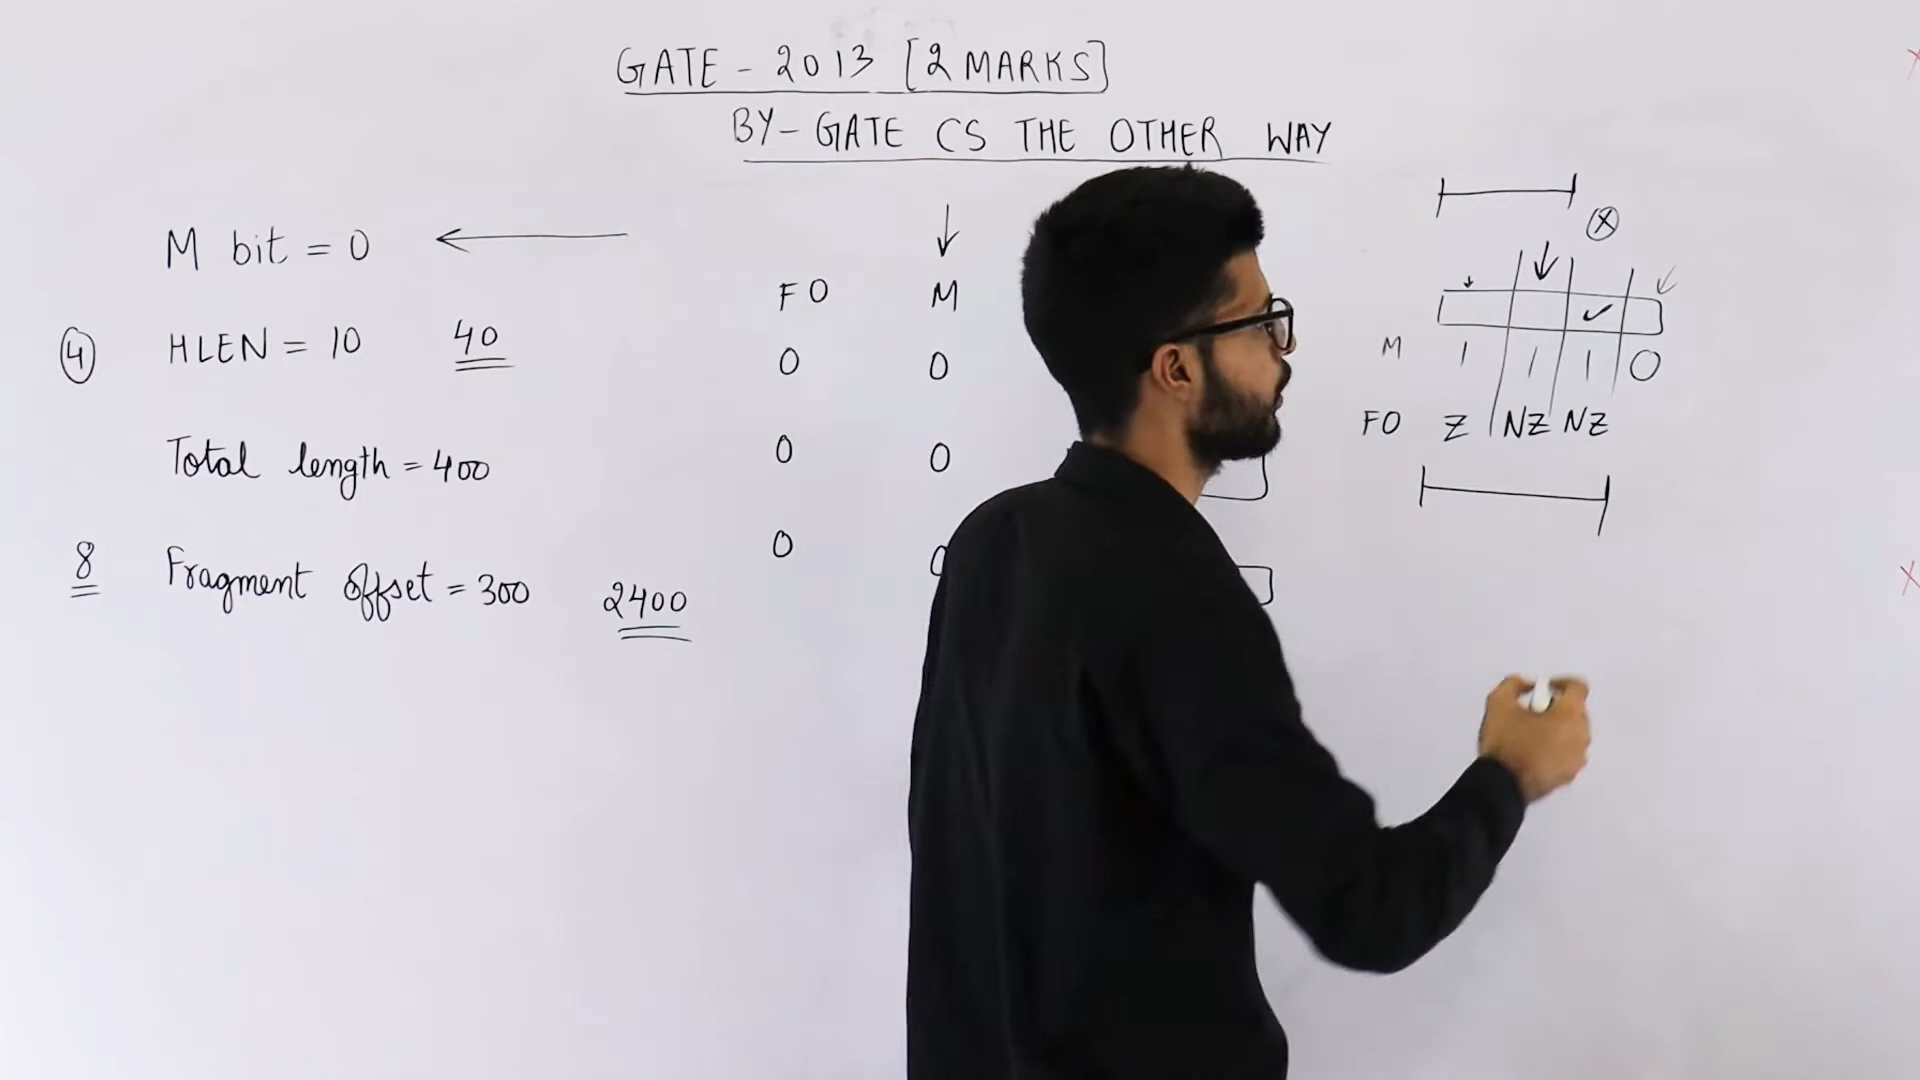 GATE - 2013 [2 MARKS]
BY- GATE CS THE OTHER WAY
M bit = 0
4 HLEN = 10 40
Total length = 400
8 Fragment offset = 300 2400
FO M
0 0
0 0
0 0
X
M 1 1 1 0
FO Z NZ NZ
X
X